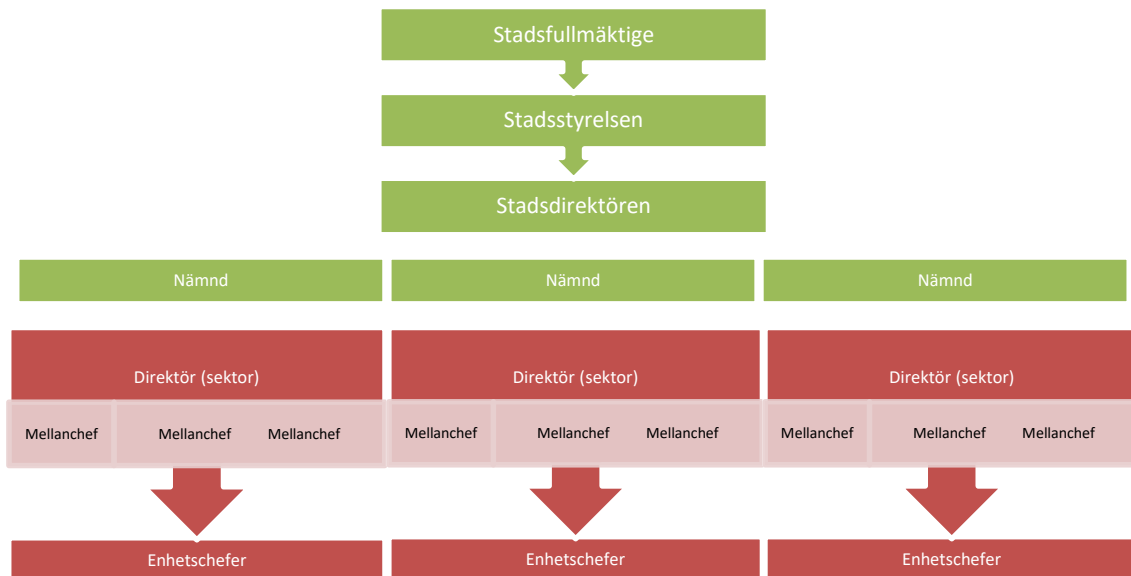 Stadsfullmäktige
Stadsstyrelsen
Stadsdirektören
Nämnd Nämnd Nämnd
Direktör (sektor) Direktör (sektor) Direktör (sektor)
Mellanchef Mellanchef Mellanchef Mellanchef Mellanchef Mellanchef Mellanchef Mellanchef Mellanchef
Enhetschefer Enhetschefer Enhetschefer